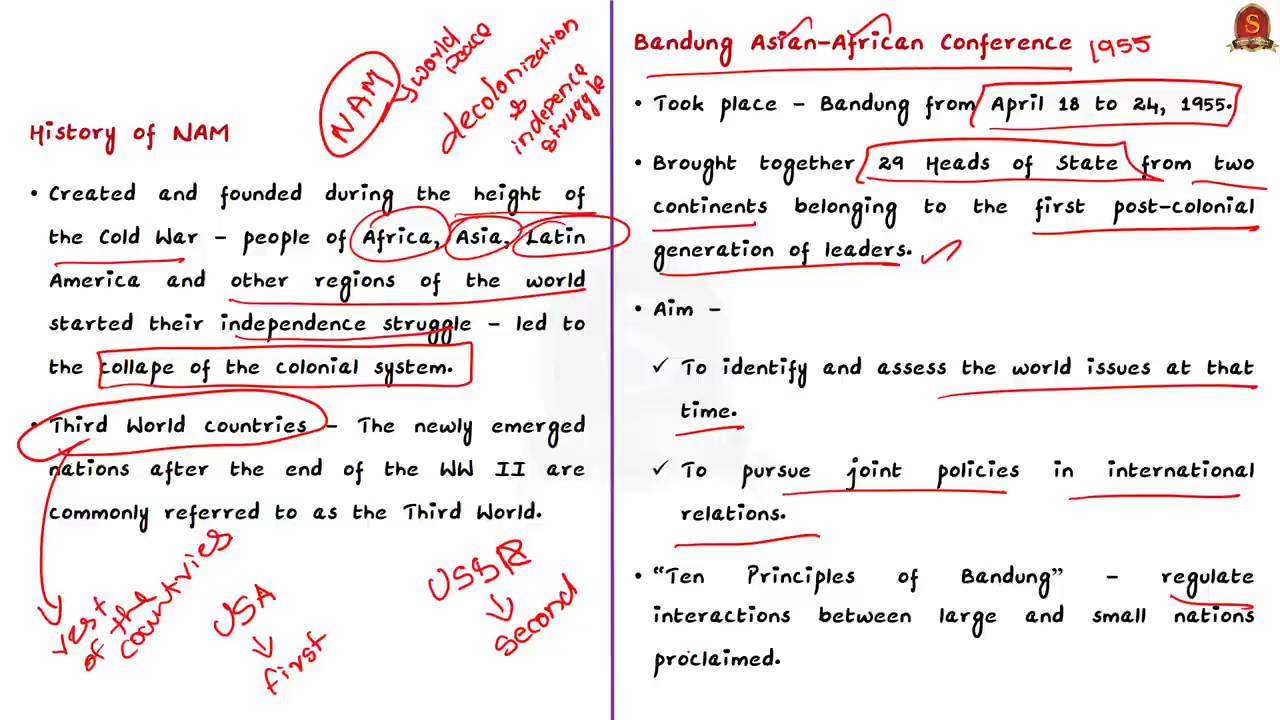 NAM
world
peace
decolonization
&
indepence
struggle
History of NAM
• Created and founded during the height of
the Cold War – people of Africa, Asia, Latin
America and other regions of the world
started their independence struggle – led to
the collape of the colonial system.
• Third World countries – The newly emerged
nations after the end of the WW II are
commonly referred to as the Third World.
rest
of the
countries
USA
first
USSR
second
S
Bandung Asian-African Conference 1955
• Took place – Bandung from April 18 to 24, 1955.
• Brought together 29 Heads of State from two
continents belonging to the first post-colonial
generation of leaders.
• Aim –
✓ To identify and assess the world issues at that
time.
✓ To pursue joint policies in international
relations.
• “Ten Principles of Bandung” – regulate
interactions between large and small nations
proclaimed.